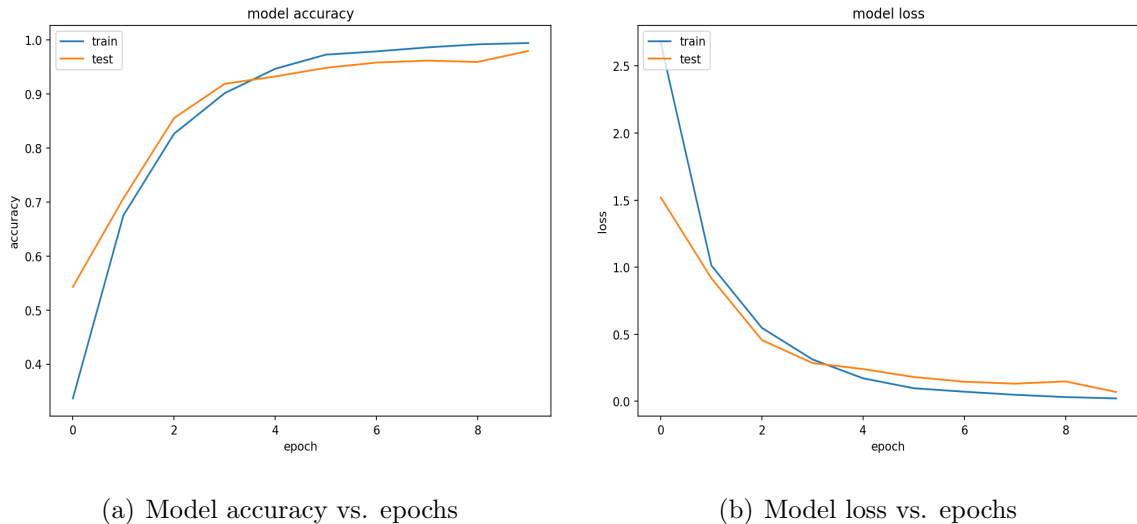 model accuracy
train
test
1.0
0.9
0.8
0.7
0.6
0.5
0.4
accuracy
0 2 4 6 8
epoch
(a) Model accuracy vs. epochs
model loss
train
test
2.5
2.0
1.5
1.0
0.5
0.0
loss
0 2 4 6 8
epoch
(b) Model loss vs. epochs